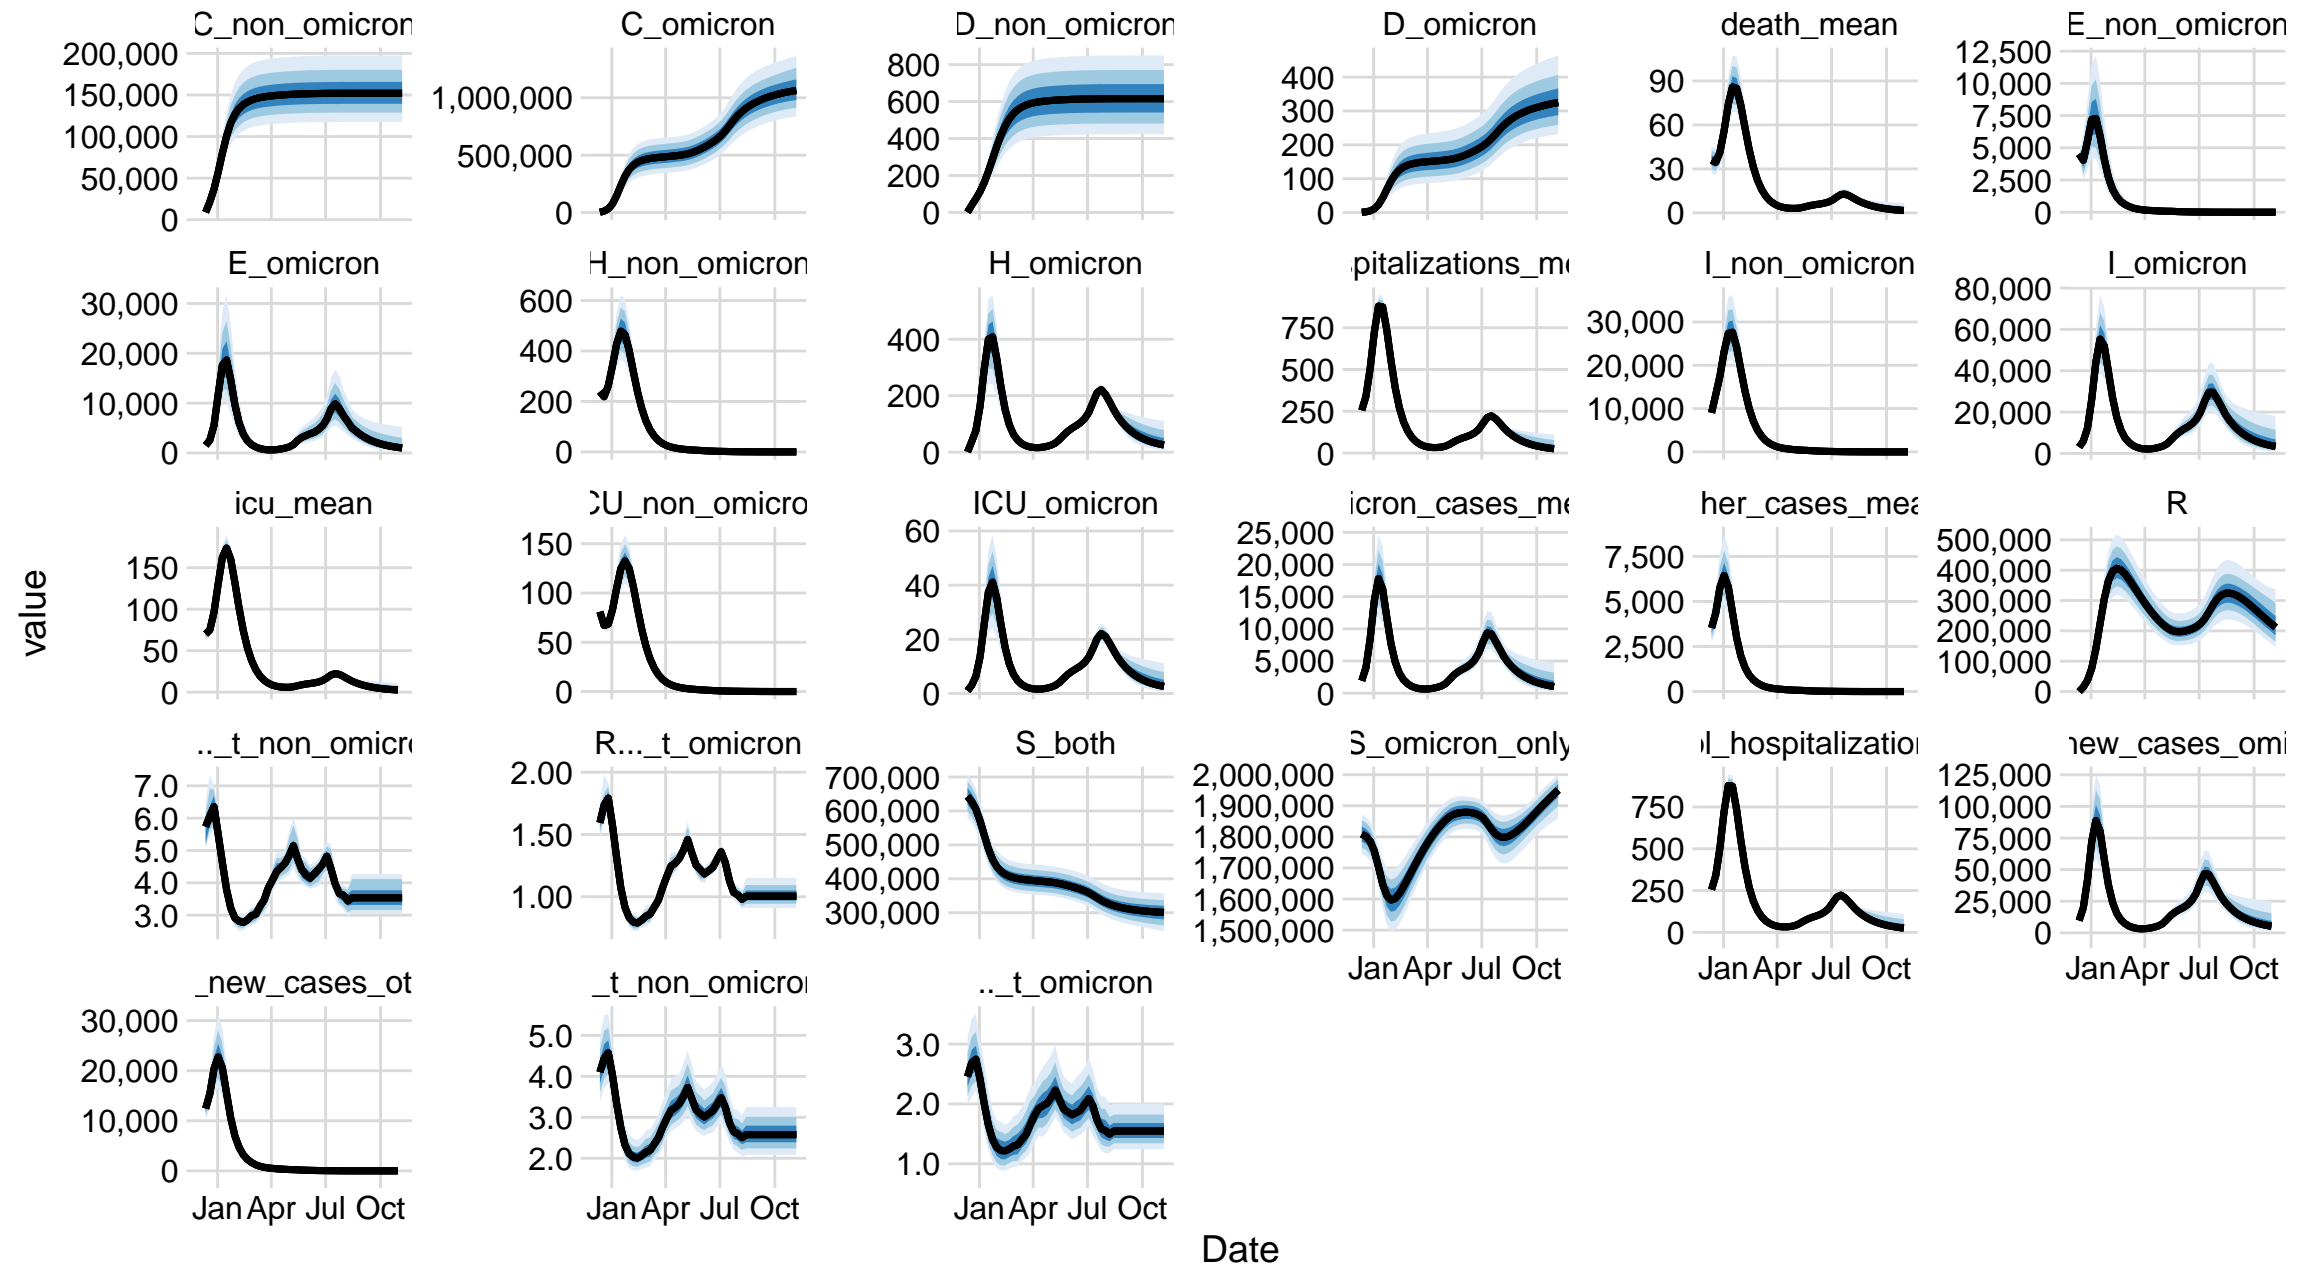 C_non_omicron C_omicron D_non_omicron D_omicron death_mean E_non_omicron
200,000 150,000 100,000 50,000 0
1,000,000 500,000 0
800 600 400 200 0
400 300 200 100 0
90 60 30 0
12,500 10,000 7,500 5,000 2,500 0
E_omicron H_non_omicron H_omicron pitalizations_me I_non_omicron I_omicron
30,000 20,000 10,000 0
600 400 200 0
400 200 0
750 500 250 0
30,000 20,000 10,000 0
80,000 60,000 40,000 20,000 0
icu_mean CU_non_omicro ICU_omicron icron_cases_me her_cases_mea R
150 100 50 0
150 100 50 0
60 40 20 0
25,000 20,000 15,000 10,000 5,000 0
7,500 5,000 2,500 0
500,000 400,000 300,000 200,000 100,000 0
.._t_non_omicro R..._t_omicron S_both S_omicron_only ol_hospitalization new_cases_omi
7.0 6.0 5.0 4.0 3.0
2.00 1.50 1.00
700,000 600,000 500,000 400,000 300,000
2,000,000 1,900,000 1,800,000 1,700,000 1,600,000 1,500,000
750 500 250 0
125,000 100,000 75,000 50,000 25,000 0
Jan Apr Jul Oct Jan Apr Jul Oct Jan Apr Jul Oct
_new_cases_ot _t_non_omicron .._t_omicron
30,000 20,000 10,000 0
5.0 4.0 3.0 2.0
3.0 2.0 1.0
Jan Apr Jul Oct Jan Apr Jul Oct Jan Apr Jul Oct
value
Date